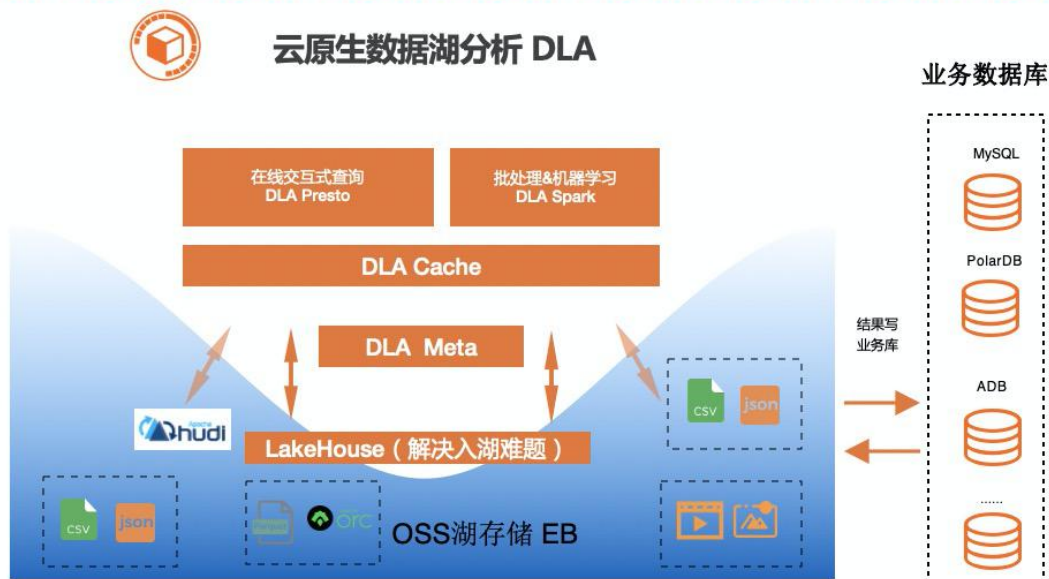 云原生数据湖分析 DLA
业务数据库
在线交互式查询
DLA Presto
批处理&机器学习
DLA Spark
DLA Cache
DLA Meta
LakeHouse（解决入湖难题）
Apache
hudi
CSV
json
结果写
业务库
MySQL
PolarDB
ADB
......
CSV
json
orc
OSS湖存储 EB